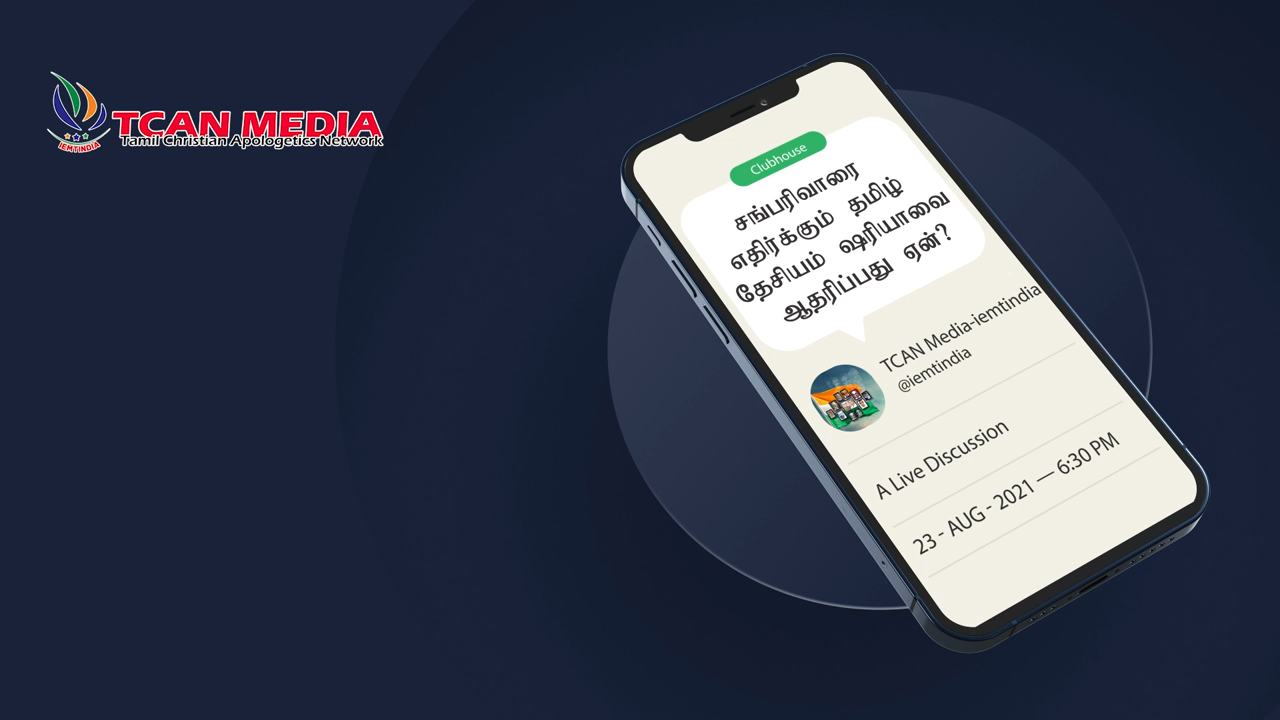 TCAN MEDIA
Tamil Christian Apologetics Network
IEMTINDIA
Clubhouse
சங்பரிவாரை
எதிர்க்கும் தமிழ்
தேசியம் ஷரியாவை
ஆதரிப்பது ஏன்?
TCAN Media-iemtindia
@iemtindia
A Live Discussion
23 - AUG - 2021 — 6:30 PM